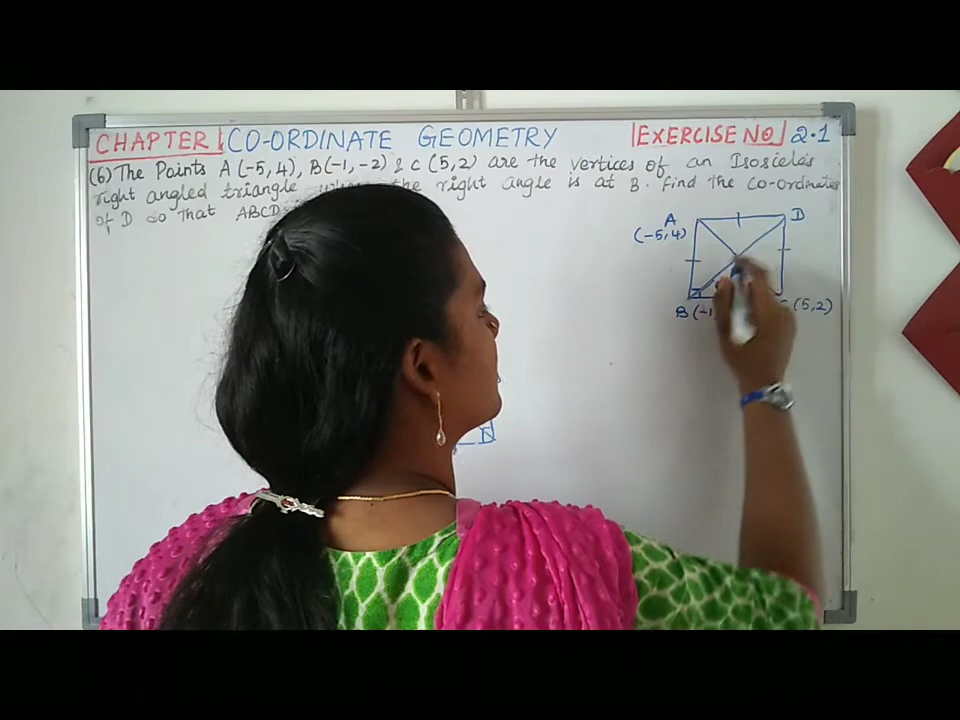 CHAPTER CO-ORDINATE GEOMETRY EXERCISE NO 2.1
(6) The Points A (-5, 4), B(-1, -2) & C (5, 2) are the vertices of an Isosceles
right angled triangle the right angle is at B. find the Co-ordinates
of D so that ABCD
A D
(-5,4)
B (-1 C (5,2)